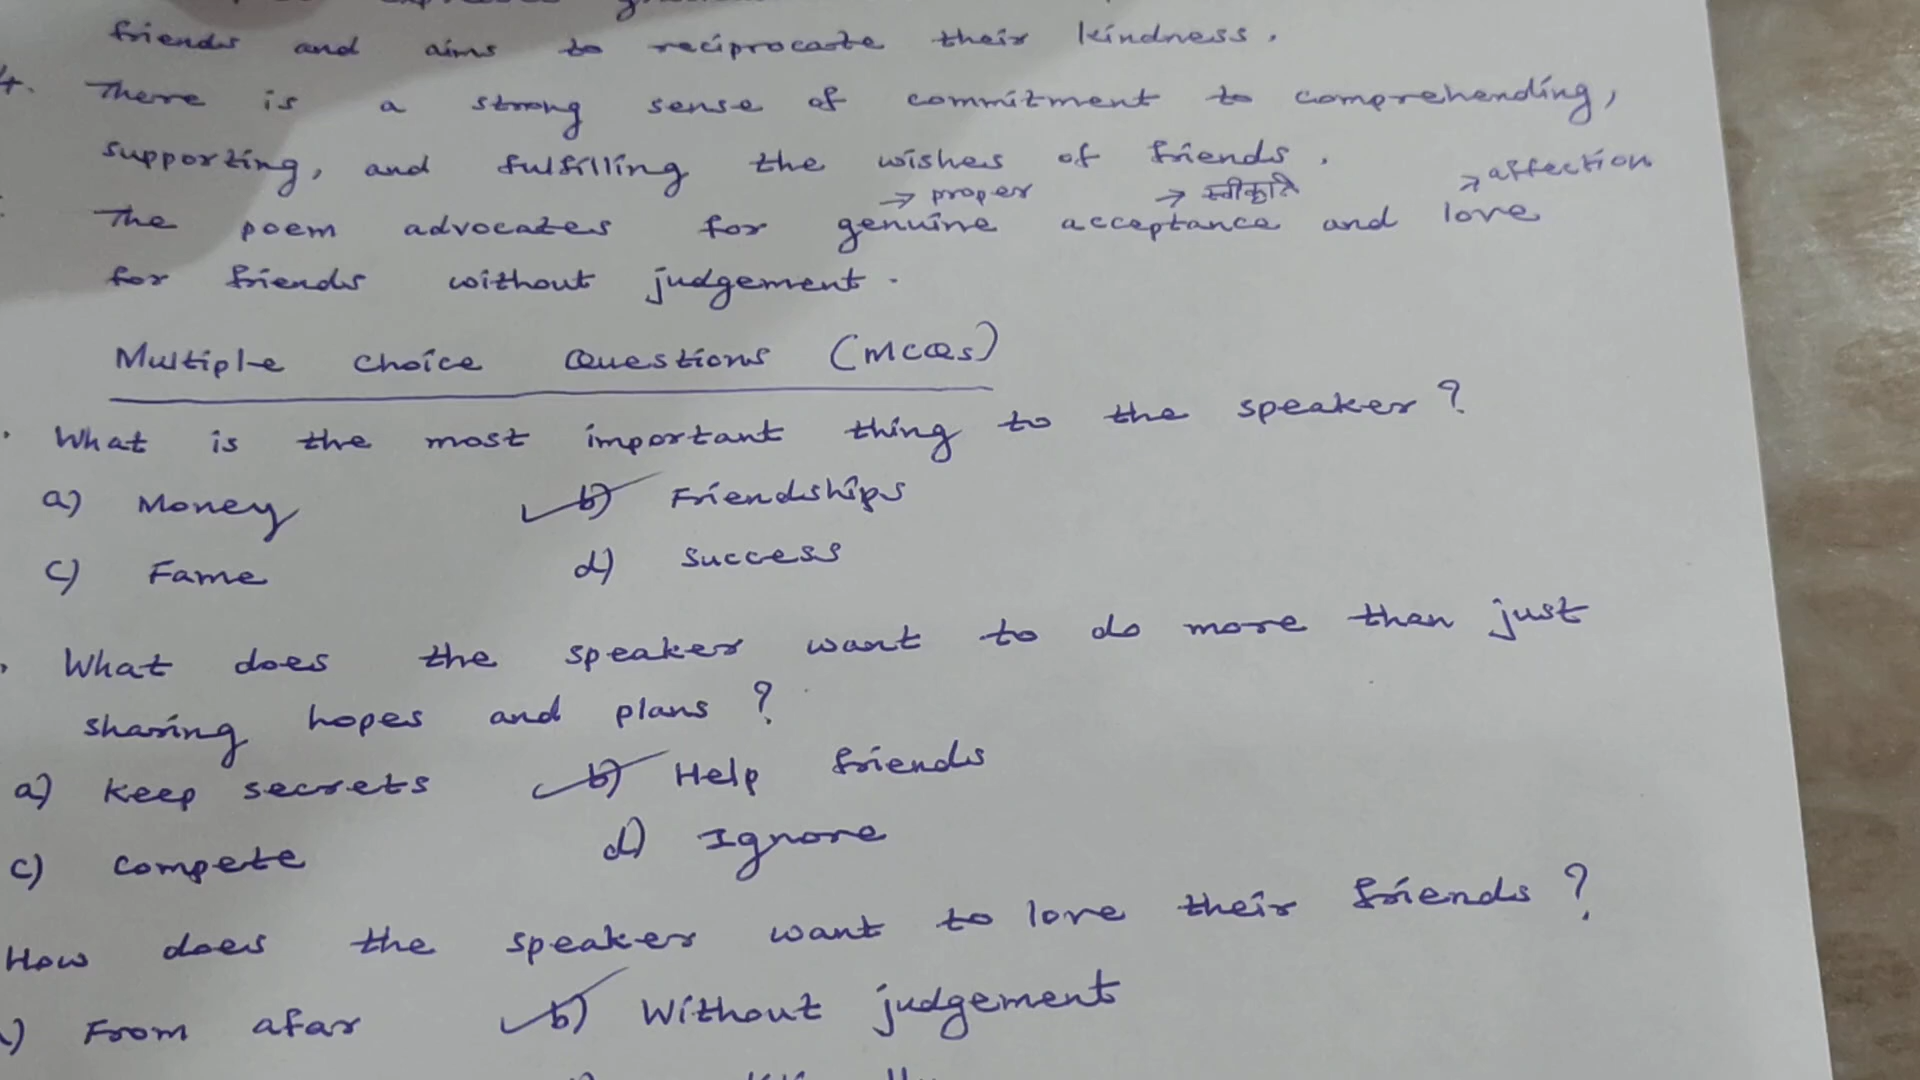 friends and aims to reciprocate their kindness.
4. There is a strong sense of commitment to comprehending,
supporting, and fulfilling the wishes of friends.
→ proper → स्वीकृति → affection
The poem advocates for genuine acceptance and love
for friends without judgement.
Multiple Choice Questions (MCQs)
What is the most important thing to the speaker?
a) Money b) Friendships
c) Fame d) Success
What does the speaker want to do more than just
sharing hopes and plans?
a) keep secrets b) Help friends
c) compete d) Ignore
How does the speaker want to love their friends?
) From afar b) Without judgement